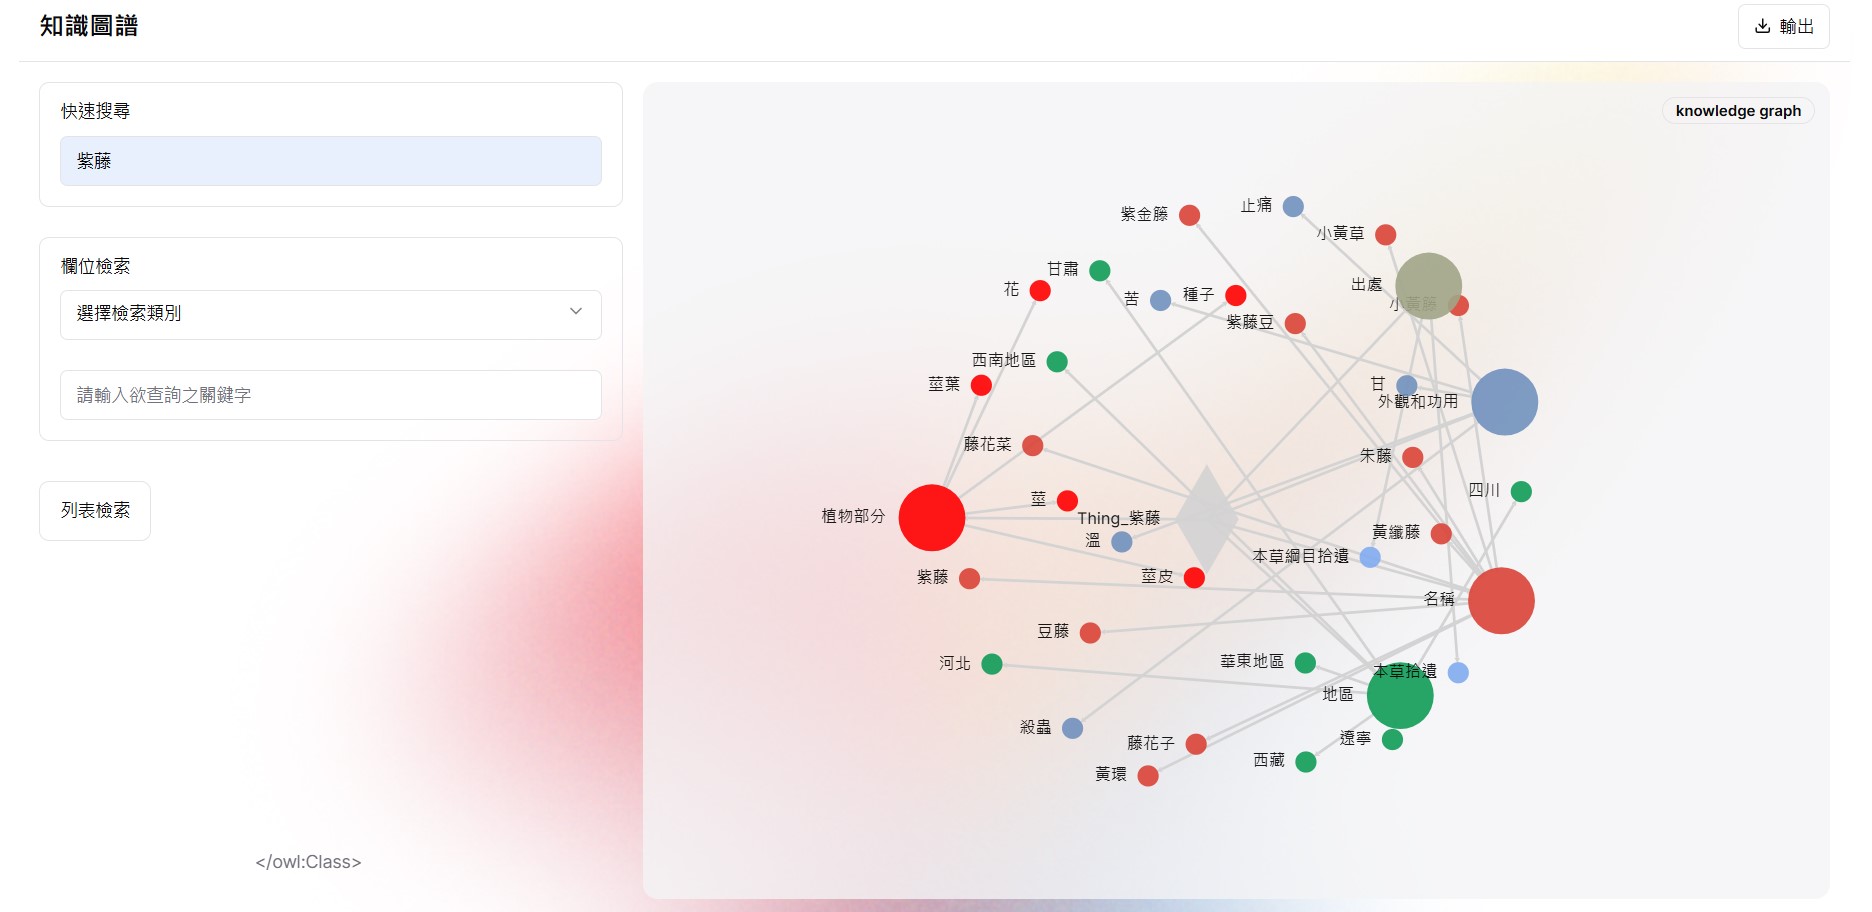 知識圖譜
輸出
快速搜尋
紫藤
欄位檢索
選擇檢索類別
請輸入欲查詢之關鍵字
列表檢索
</owl:Class>
knowledge graph
止痛
紫金籐
小黃草
甘肅
出處
花
苦
種子
小黃藤
紫藤豆
西南地區
莖葉
甘
外觀和功用
藤花菜
朱藤
四川
莖
植物部分
Thing_紫藤
黃纖藤
溫
本草綱目拾遺
紫藤
莖皮
名稱
豆藤
河北
華東地區
本草拾遺
地區
殺蟲
藤花子
遼寧
西藏
黃環